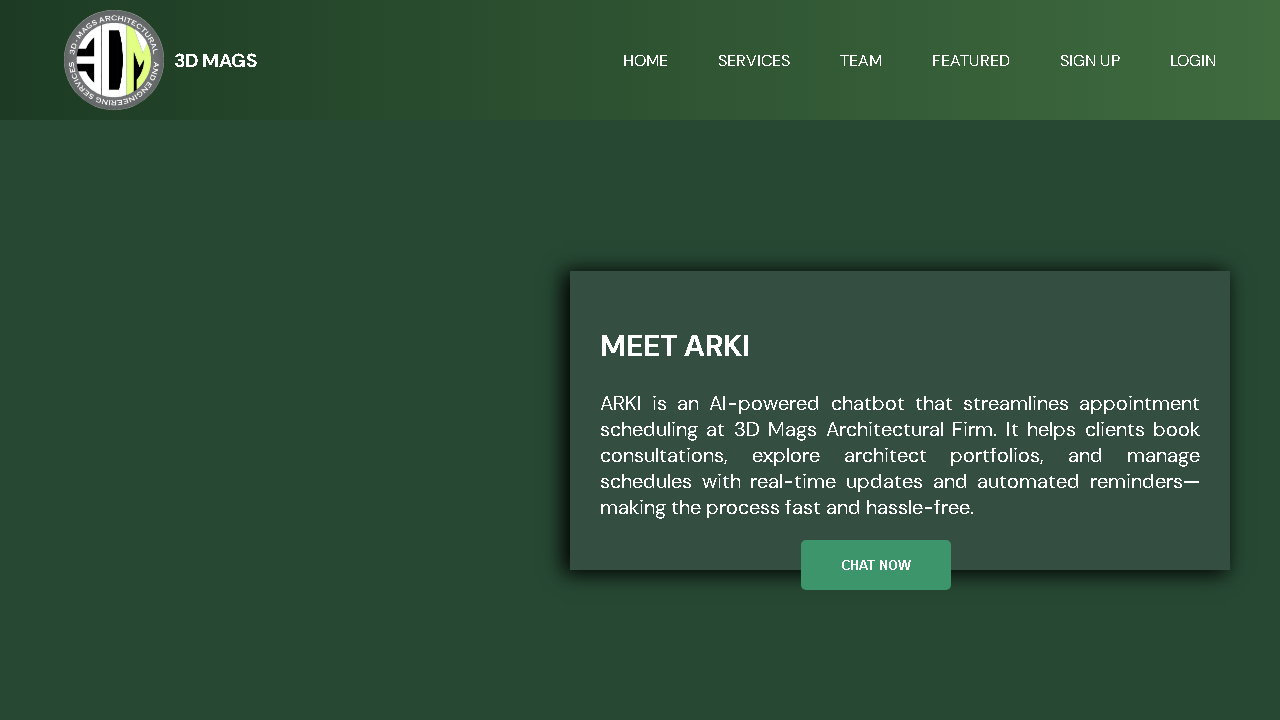 3D MAGS ARCHITECTURAL
AND ENGINEERING SERVICES
3DM
3D MAGS
HOME
SERVICES
TEAM
FEATURED
SIGN UP
LOGIN
MEET ARKI
ARKI is an AI-powered chatbot that streamlines appointment
scheduling at 3D Mags Architectural Firm. It helps clients book
consultations, explore architect portfolios, and manage
schedules with real-time updates and automated reminders—
making the process fast and hassle-free.
CHAT NOW